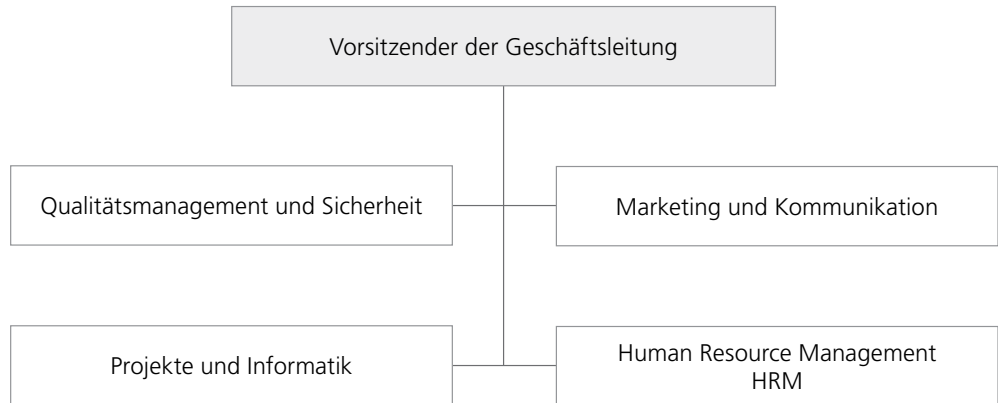 Vorsitzender der Geschäftsleitung
Qualitätsmanagement und Sicherheit
Marketing und Kommunikation
Projekte und Informatik
Human Resource Management
HRM